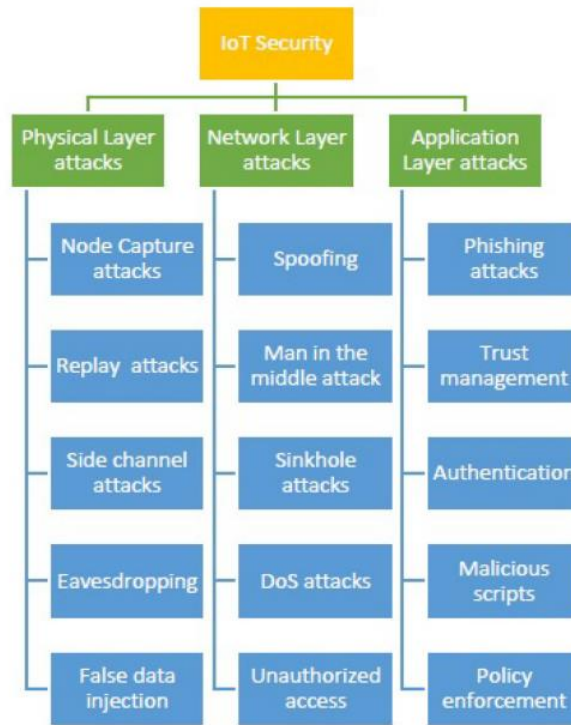 IoT Security
Physical Layer
attacks
Network Layer
attacks
Application
Layer attacks
Node Capture
attacks
Spoofing
Phishing
attacks
Replay attacks
Man in the
middle attack
Trust
management
Side channel
attacks
Sinkhole
attacks
Authentication
Eavesdropping
DoS attacks
Malicious
scripts
False data
injection
Unauthorized
access
Policy
enforcement